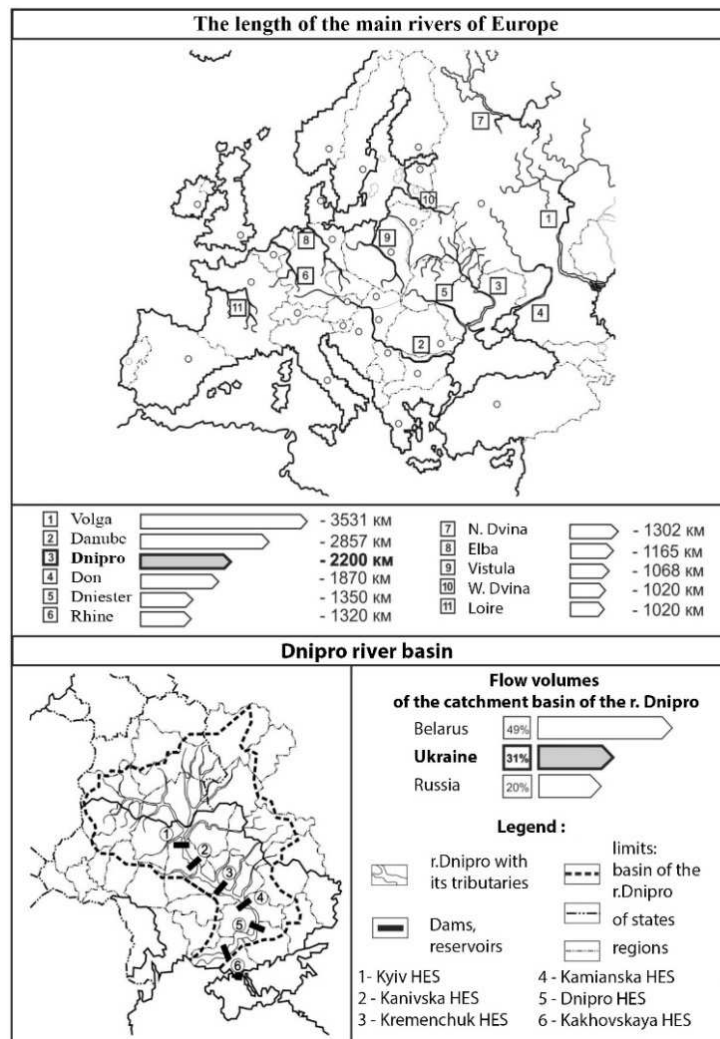 The length of the main rivers of Europe
7
1
10
8
9
6
5
3
11
4
2
1 Volga - 3531 км
2 Danube - 2857 км
3 Dnipro - 2200 км
4 Don - 1870 км
5 Dniester - 1350 км
6 Rhine - 1320 км
7 N. Dvina - 1302 км
8 Elba - 1165 км
9 Vistula - 1068 км
10 W. Dvina - 1020 км
11 Loire - 1020 км
Dnipro river basin
1
2
3
4
5
6
Flow volumes
of the catchment basin of the r. Dnipro
Belarus 49%
Ukraine 31%
Russia 20%
Legend :
r.Dnipro with
its tributaries
Dams,
reservoirs
limits:
basin of the
r.Dnipro
of states
regions
1- Kyiv HES
2 - Kanivska HES
3 - Kremenchuk HES
4 - Kamianska HES
5 - Dnipro HES
6 - Kakhovskaya HES